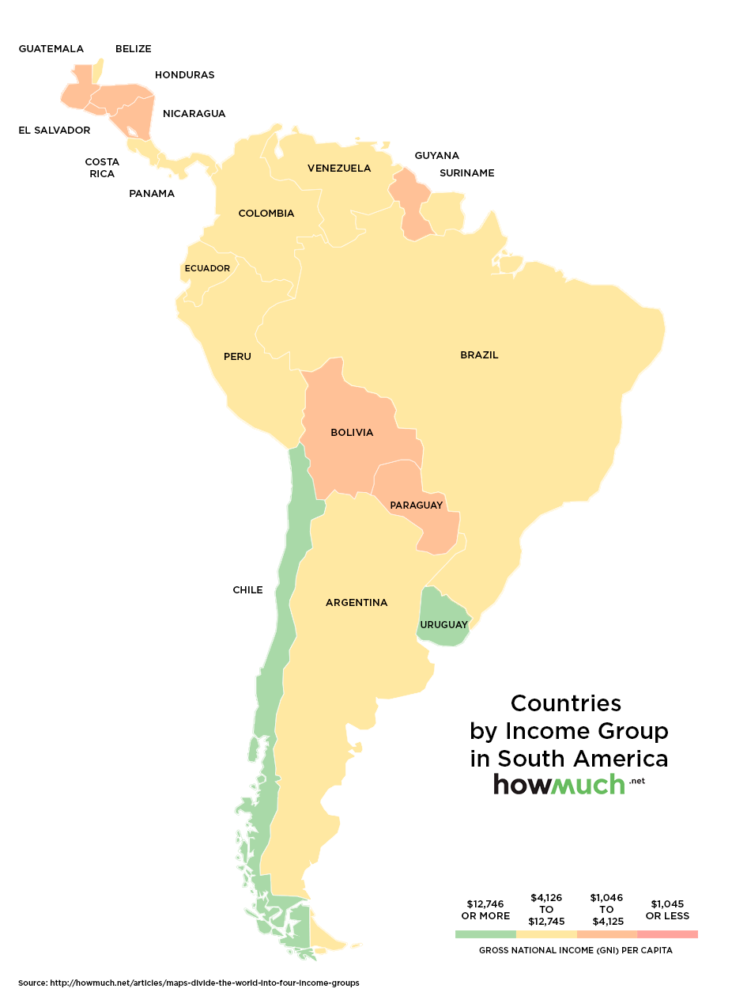 GUATEMALA
BELIZE
HONDURAS
NICARAGUA
EL SALVADOR
COSTA
RICA
PANAMA
VENEZUELA
GUYANA
SURINAME
COLOMBIA
ECUADOR
PERU
BRAZIL
BOLIVIA
PARAGUAY
CHILE
ARGENTINA
URUGUAY
Countries
by Income Group
in South America
howmuch.net
$12,746
OR MORE
$4,126
TO
$12,745
$1,046
TO
$4,125
$1,045
OR LESS
GROSS NATIONAL INCOME (GNI) PER CAPITA
Source: http://howmuch.net/articles/maps-divide-the-world-into-four-income-groups